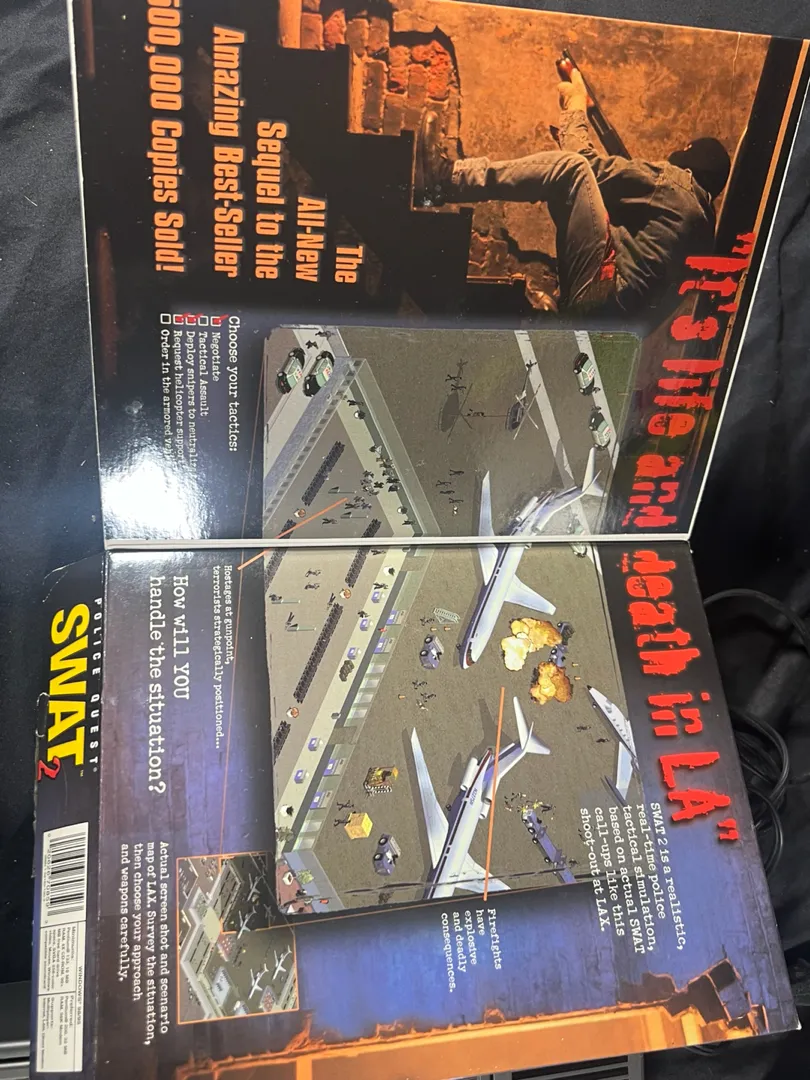 "It's life and death in LA"
The
All-New
Sequel to the
Amazing Best-Seller
500,000 Copies Sold!
SWAT 2 is a realistic,
real-time police
tactical simulation,
based on actual SWAT
call-ups like this
shoot-out at LAX.
Firefights
have
explosive
and deadly
consequences.
Choose your tactics:
Negotiate
Tactical Assault
Deploy snipers to
Request helicopter support
Order in the armored
Hostages at gunpoint,
terrorists strategically positioned...
How will YOU
handle the situation?
Actual screen shot and scenario
map of LAX. Survey the situation,
then choose your approach
and weapons carefully.
POLICE QUEST®
SWAT 2™
WINDOWS® 95